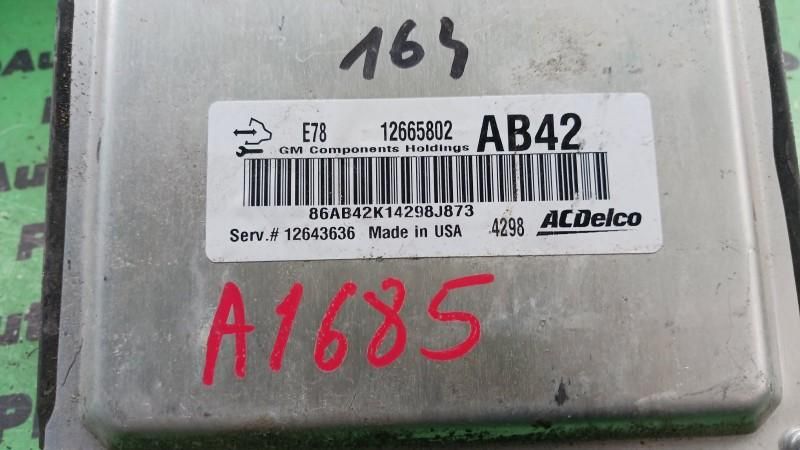 164
E78 12665802 AB42
GM Components Holdings
86AB42K14298J873
Serv.# 12643636 Made in USA 4298 ACDelco
A1685